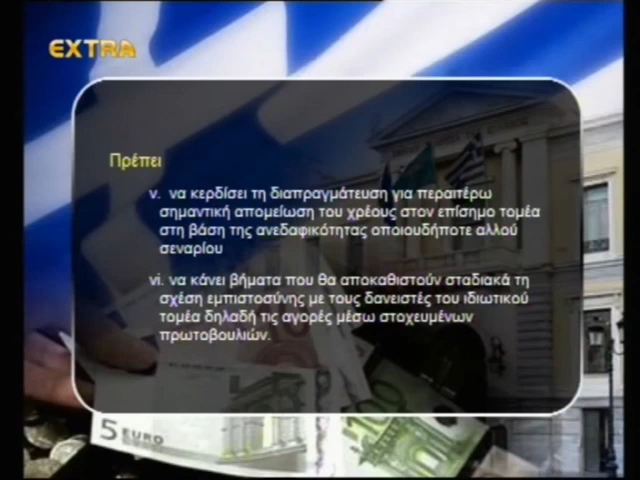 EXTRA
Πρέπει
v. να κερδίσει τη διαπραγμάτευση για περαιτέρω
σημαντική απομείωση του χρέους στον επίσημο τομέα
στη βάση της ανεδαφικότητας οποιουδήποτε αλλού
σεναρίου
vi. να κάνει βήματα που θα αποκαθιστούν σταδιακά τη
σχέση εμπιστοσύνης με τους δανειστές του ιδιωτικού
τομέα δηλαδή τις αγορές μέσω στοχευμένων
πρωτοβουλιών.
5 EURO